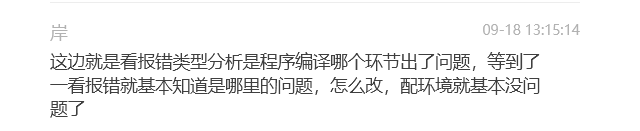 岸
09-18 13:15:14
这边就是看报错类型分析是程序编译哪个环节出了问题，等到了
一看报错就基本知道是哪里的问题，怎么改，配环境就基本没问
题了